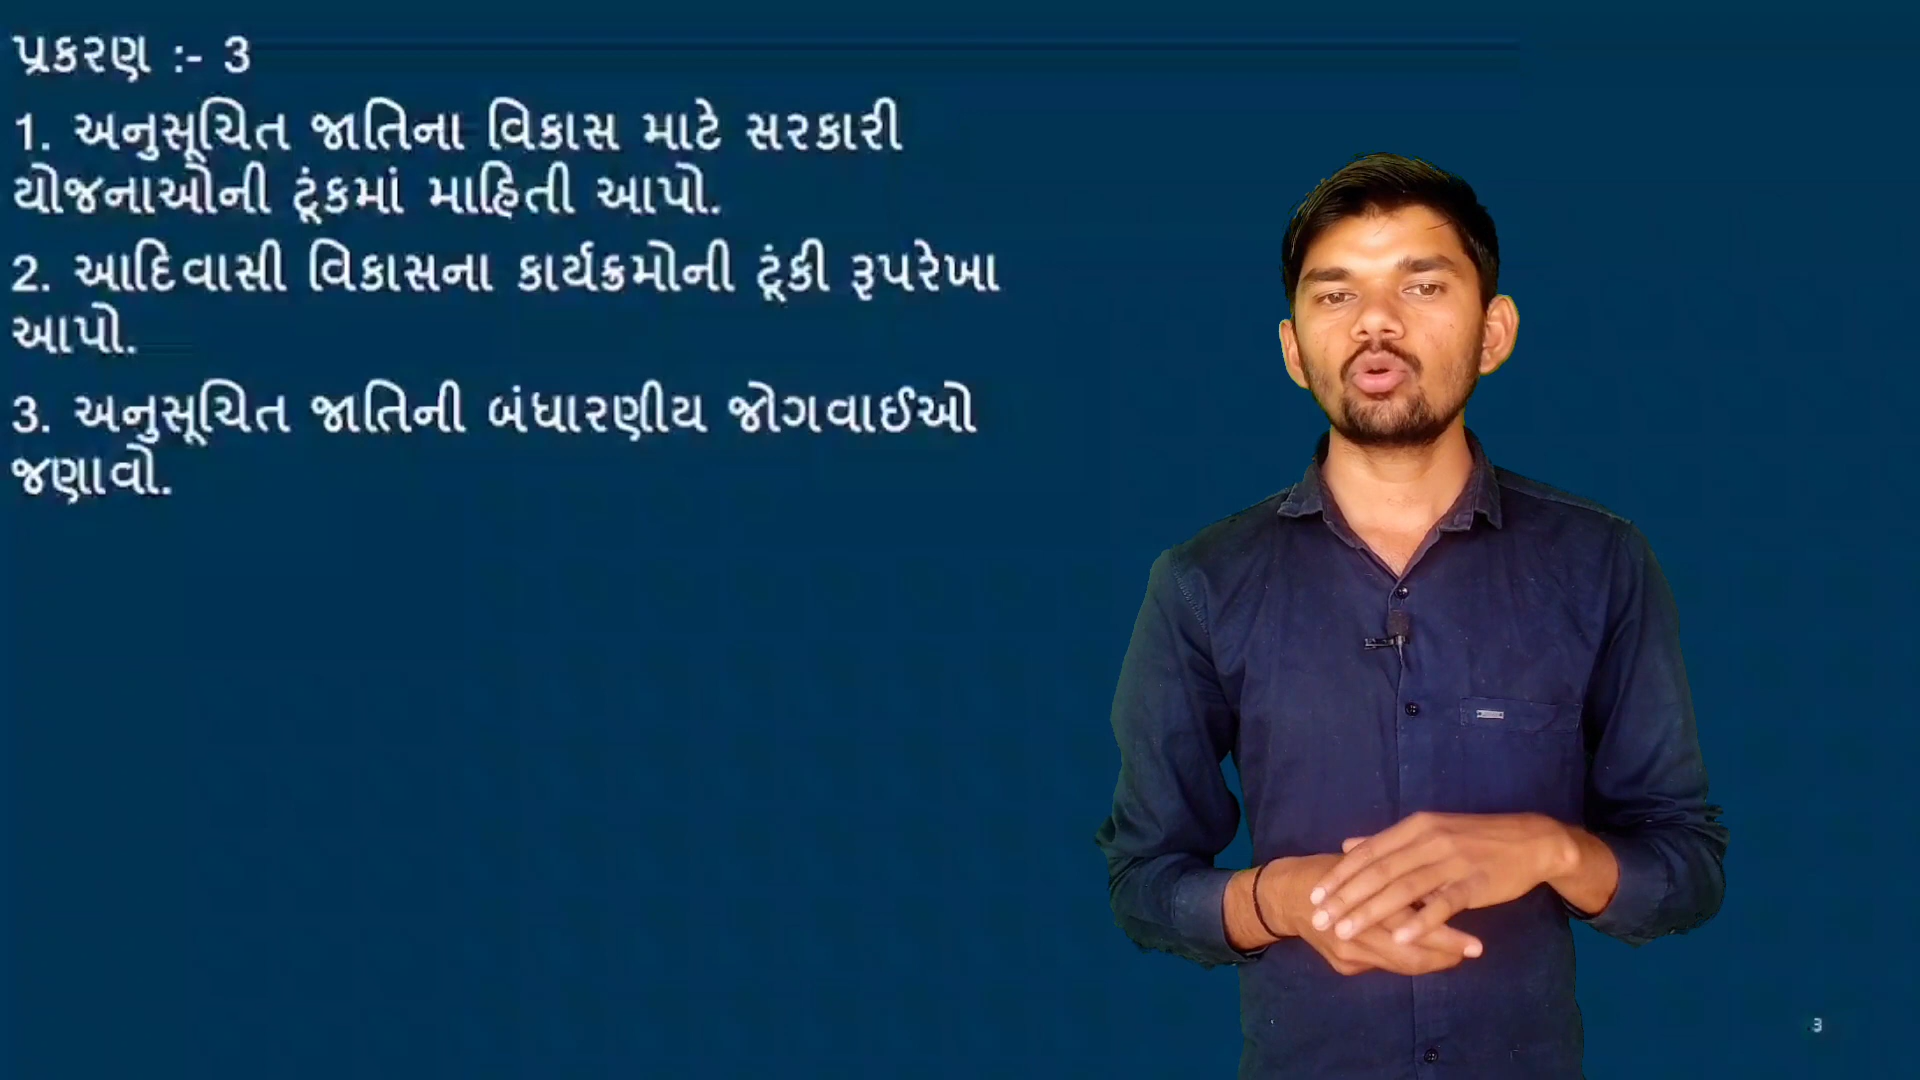 પ્રકરણ :- 3
1. અનુસૂચિત જાતિના વિકાસ માટે સરકારી
યોજનાઓની ટૂંકમાં માહિતી આપો.
2. આદિવાસી વિકાસના કાર્યક્રમોની ટૂંકી રૂપરેખા
આપો.
3. અનુસૂચિત જાતિની બંધારણીય જોગવાઈઓ
જણાવો.
3